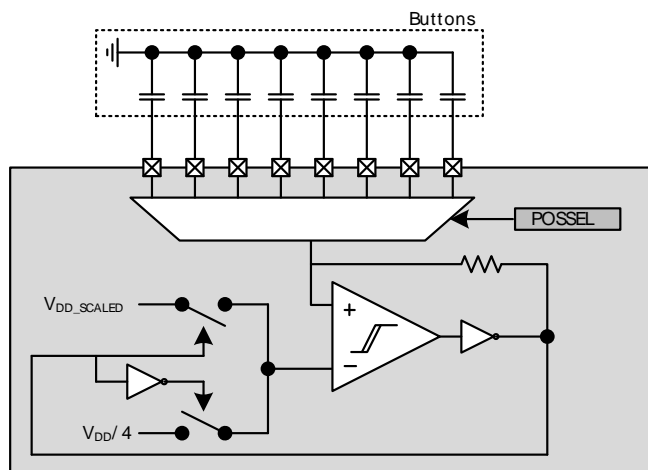 Buttons
POSSEL
VDD_SCALED
+
−
VDD/ 4